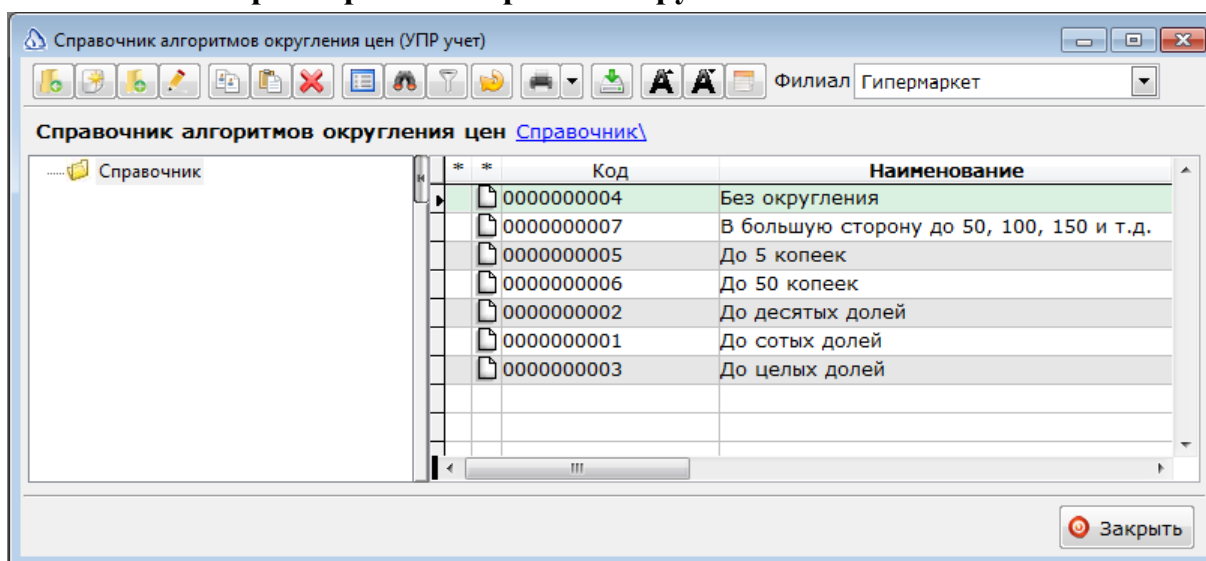 Справочник алгоритмов округления цен (УПР учет)
Филиал Гипермаркет
Справочник алгоритмов округления цен Справочник\
Справочник
* * Код Наименование
0000000004 Без округления
0000000007 В большую сторону до 50, 100, 150 и т.д.
0000000005 До 5 копеек
0000000006 До 50 копеек
0000000002 До десятых долей
0000000001 До сотых долей
0000000003 До целых долей
Закрыть